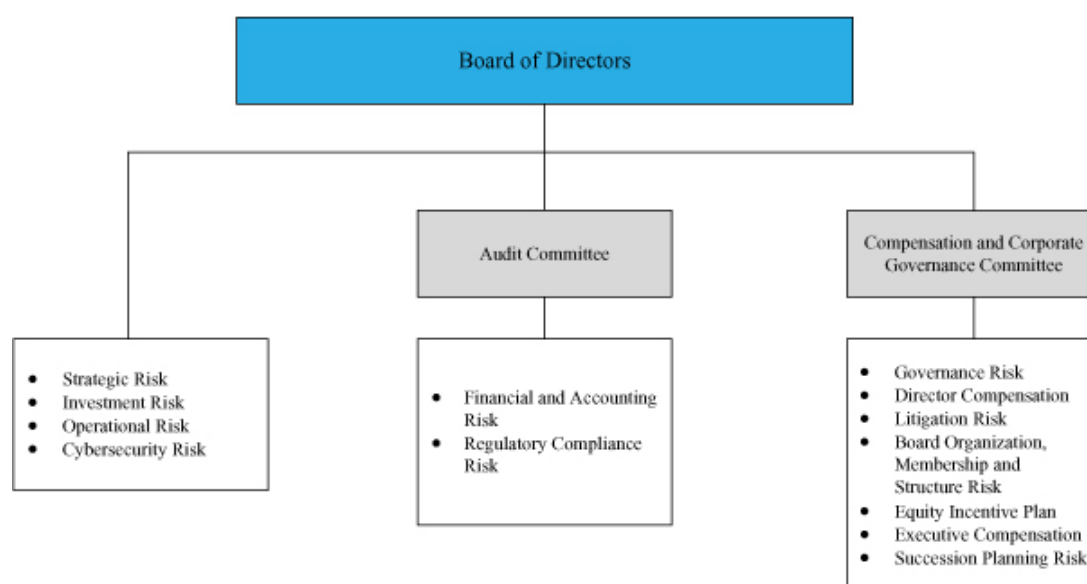 Board of Directors
Audit Committee
Compensation and Corporate
Governance Committee
● Strategic Risk
● Investment Risk
● Operational Risk
● Cybersecurity Risk
● Financial and Accounting
Risk
● Regulatory Compliance
Risk
● Governance Risk
● Director Compensation
● Litigation Risk
● Board Organization,
Membership and
Structure Risk
● Equity Incentive Plan
● Executive Compensation
● Succession Planning Risk